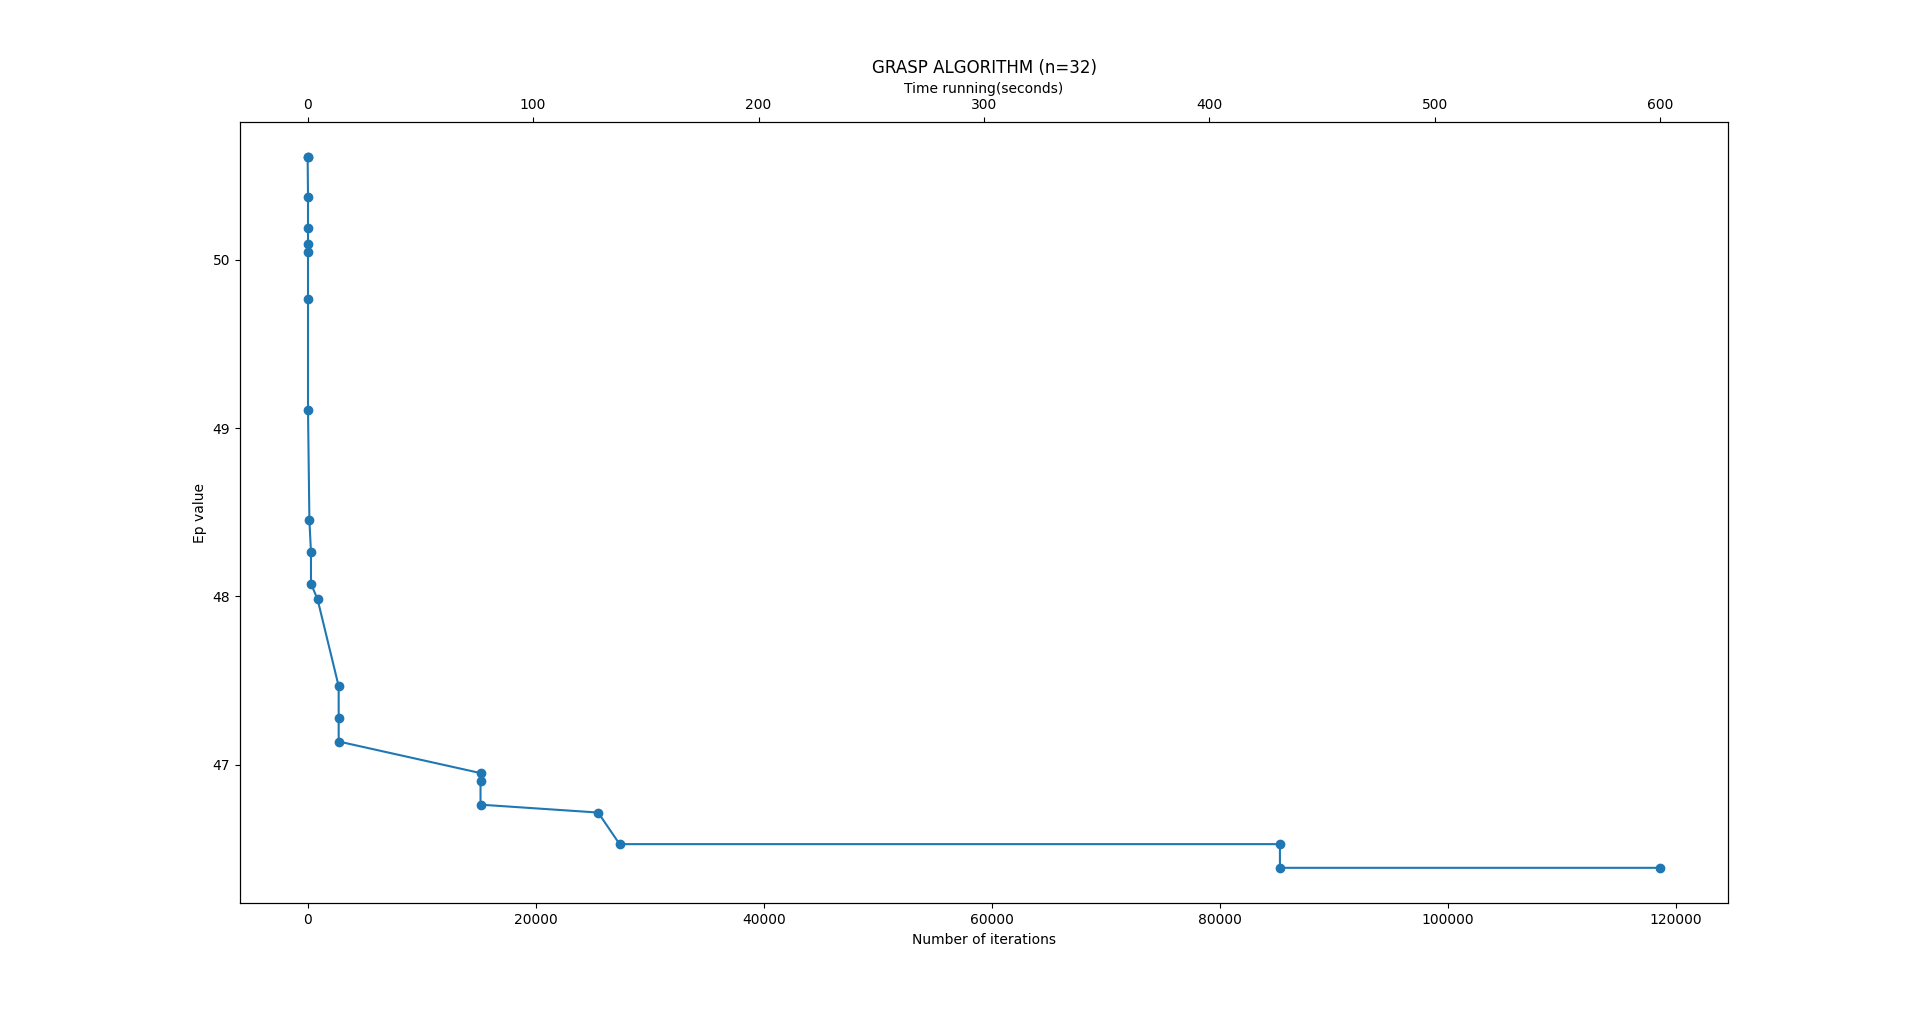 GRASP ALGORITHM (n=32)
Time running(seconds)
0 100 200 300 400 500 600
50
49
48
47
Ep value
0 20000 40000 60000 80000 100000 120000
Number of iterations